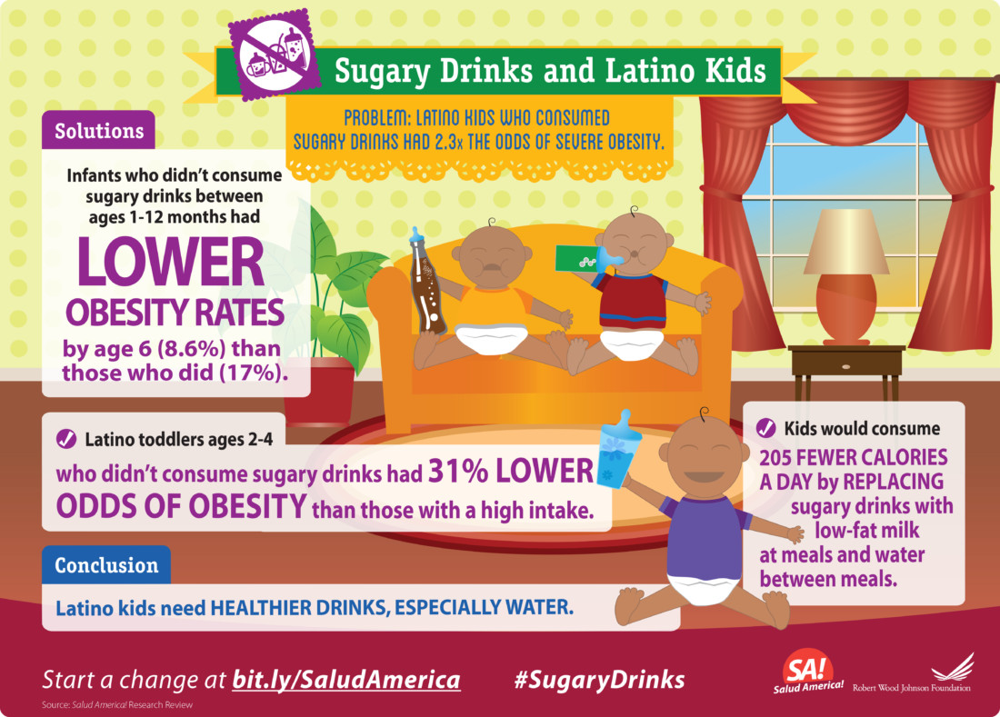 Sugary Drinks and Latino Kids
PROBLEM: LATINO KIDS WHO CONSUMED
SUGARY DRINKS HAD 2.3x THE ODDS OF SEVERE OBESITY.
Solutions
Infants who didn't consume
sugary drinks between
ages 1-12 months had
LOWER
OBESITY RATES
by age 6 (8.6%) than
those who did (17%).
Latino toddlers ages 2-4
who didn't consume sugary drinks had 31% LOWER
ODDS OF OBESITY than those with a high intake.
Kids would consume
205 FEWER CALORIES
A DAY by REPLACING
sugary drinks with
low-fat milk
at meals and water
between meals.
Conclusion
Latino kids need HEALTHIER DRINKS, ESPECIALLY WATER.
Start a change at bit.ly/SaludAmerica
#SugaryDrinks
SA!
Salud America!
Robert Wood Johnson Foundation
Source: Salud America! Research Review